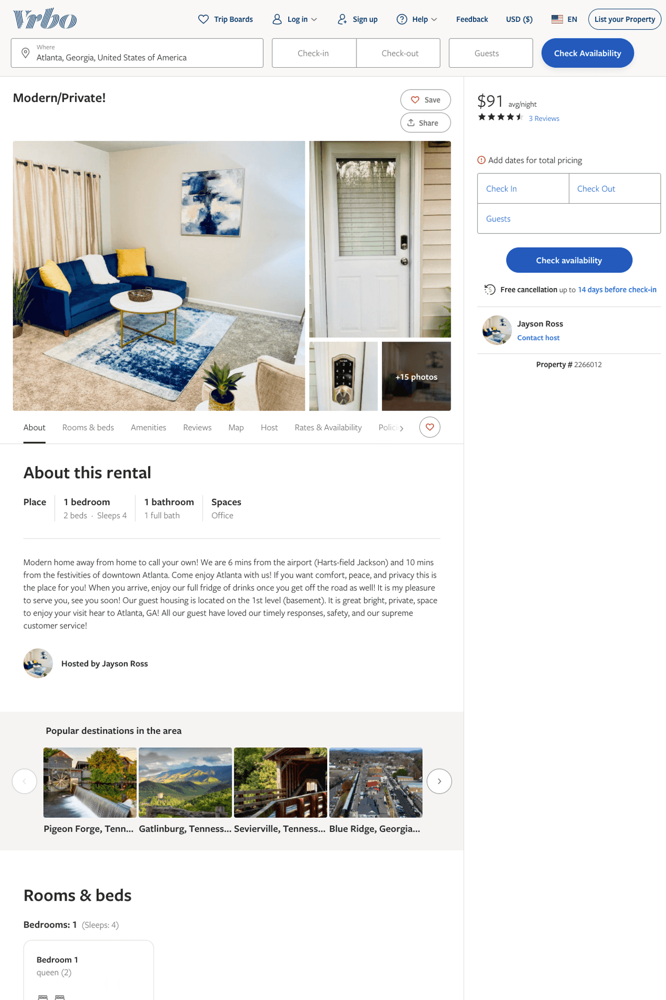 Vrbo
Trip Boards
Log in
Sign up
Help
Feedback
USD ($)
EN
List your Property
Where
Atlanta, Georgia, United States of America
Check-in
Check-out
Guests
Check Availability
Modern/Private!
Save
Share
$91 avg/night
3 Reviews
Add dates for total pricing
Check In
Check Out
Guests
Check availability
Free cancellation up to 14 days before check-in
Jayson Ross
Contact host
Property # 2266012
+15 photos
About
Rooms & beds
Amenities
Reviews
Map
Host
Rates & Availability
Polici
About this rental
Place
1 bedroom
2 beds · Sleeps 4
1 bathroom
1 full bath
Spaces
Office
Modern home away from home to call your own! We are 6 mins from the airport (Harts-field Jackson) and 10 mins
from the festivities of downtown Atlanta. Come enjoy Atlanta with us! If you want comfort, peace, and privacy this is
the place for you! When you arrive, enjoy our full fridge of drinks once you get off the road as well! It is my pleasure
to serve you, see you soon! Our guest housing is located on the 1st level (basement). It is great bright, private, space
to enjoy your visit hear to Atlanta, GA! All our guest have loved our timely responses, safety, and our supreme
customer service!
Hosted by Jayson Ross
Popular destinations in the area
Pigeon Forge, Tenn...
Gatlinburg, Tenness...
Sevierville, Tenness...
Blue Ridge, Georgia...
Rooms & beds
Bedrooms: 1 (Sleeps: 4)
Bedroom 1
queen (2)